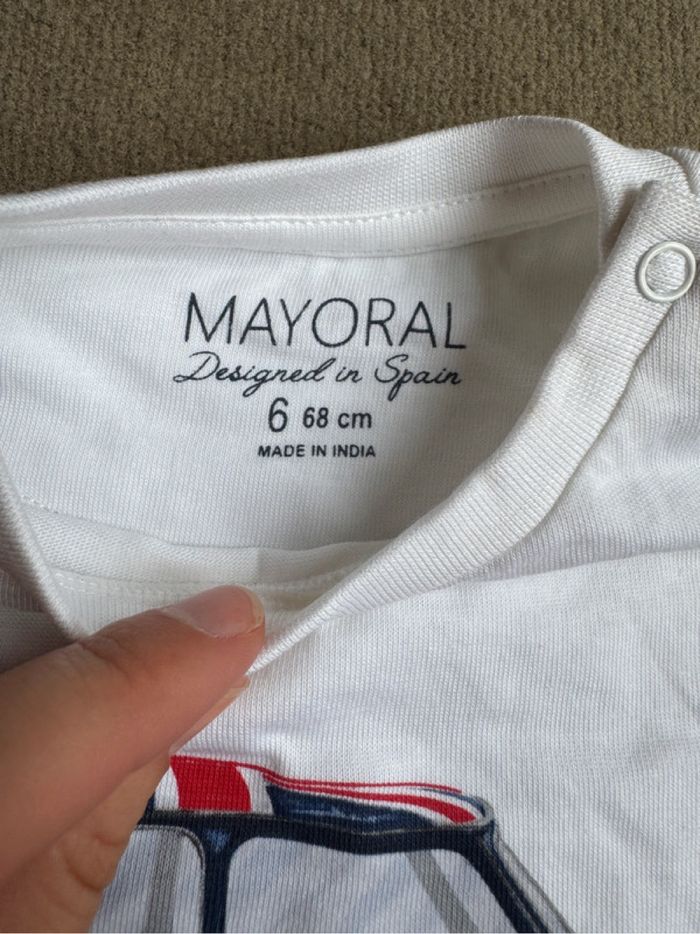 MAYORAL
Designed in Spain
6 68 cm
MADE IN INDIA